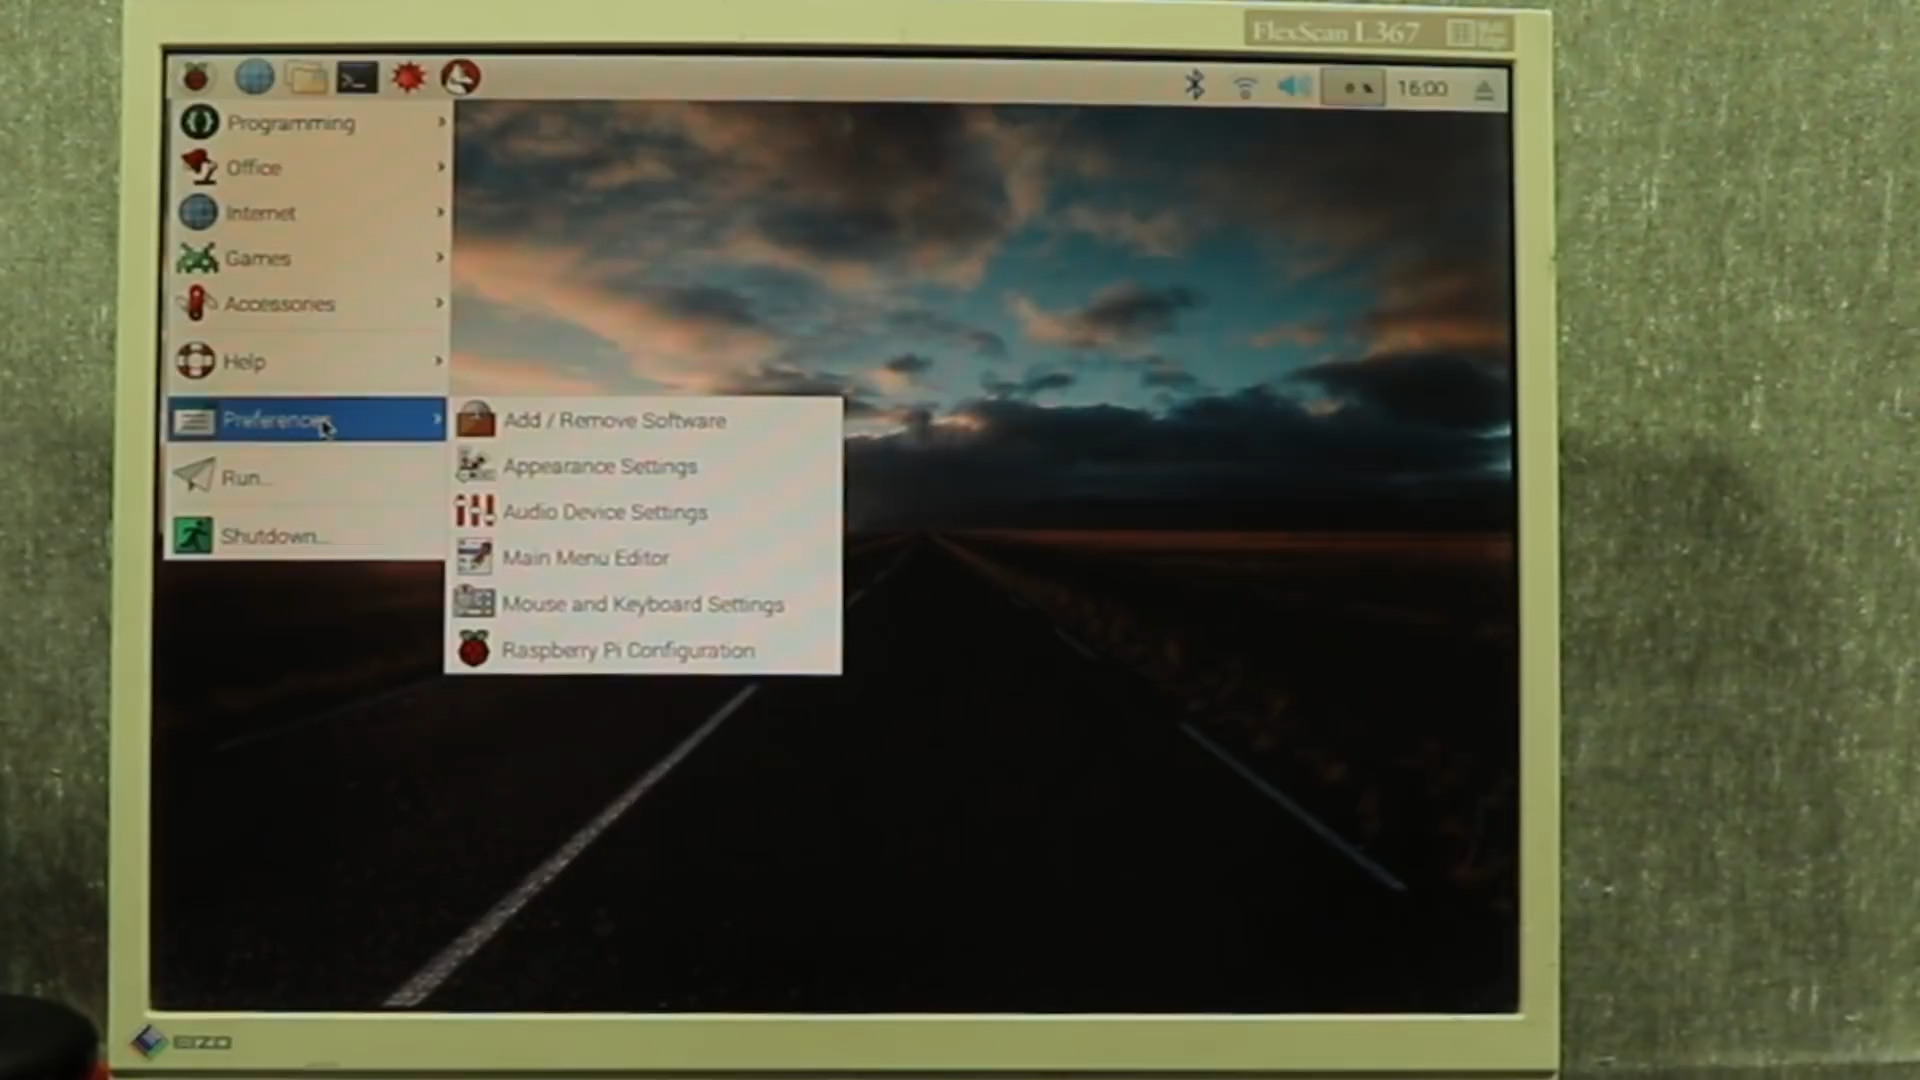 FlexScan L367
16:00
Programming
Office
Internet
Games
Accessories
Help
Preferences
Run...
Shutdown...
Add / Remove Software
Appearance Settings
Audio Device Settings
Main Menu Editor
Mouse and Keyboard Settings
Raspberry Pi Configuration
EIZO